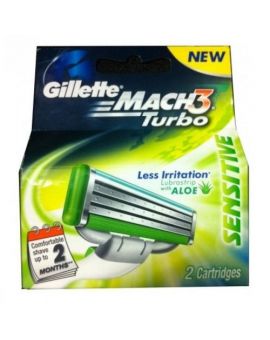 NEW
Gillette
MACH3
Turbo
Less Irritation*
Lubrastrip
with ALOE
SENSITIVE
Comfortable
shave
up to 2
MONTHS**
2 Cartridges